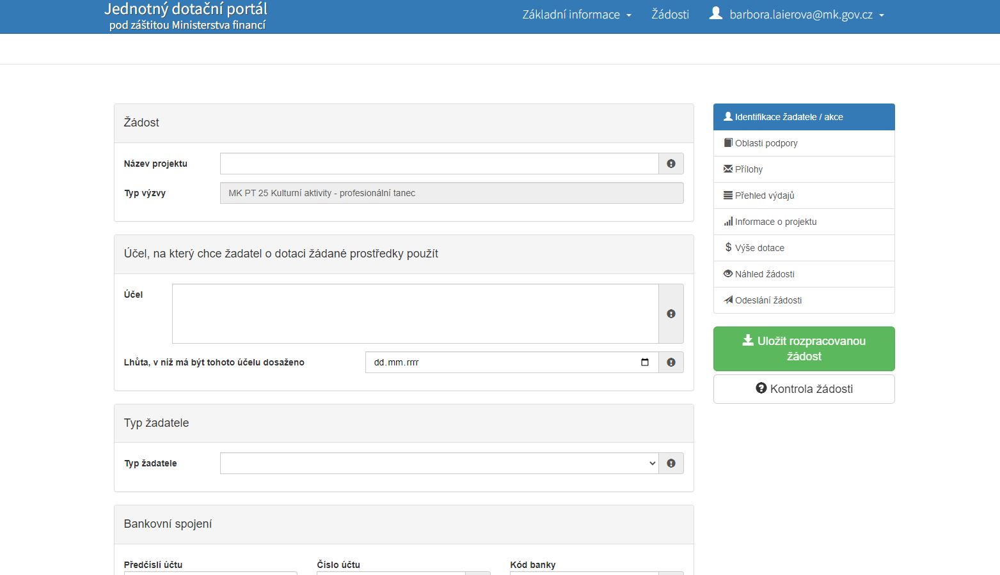 Jednotný dotační portál
pod záštitou Ministerstva financí
Základní informace
Žádosti
barbora.laierova@mk.gov.cz
Žádost
Název projektu
Typ výzvy
MK PT 25 Kulturní aktivity - profesionální tanec
Účel, na který chce žadatel o dotaci žádané prostředky použít
Účel
Lhůta, v níž má být tohoto účelu dosaženo
dd.mm.rrrr
Typ žadatele
Typ žadatele
Bankovní spojení
Předčíslí účtu
Číslo účtu
Kód banky
Identifikace žadatele / akce
Oblasti podpory
Přílohy
Přehled výdajů
Informace o projektu
Výše dotace
Náhled žádosti
Odeslání žádosti
Uložit rozpracovanou
žádost
Kontrola žádosti